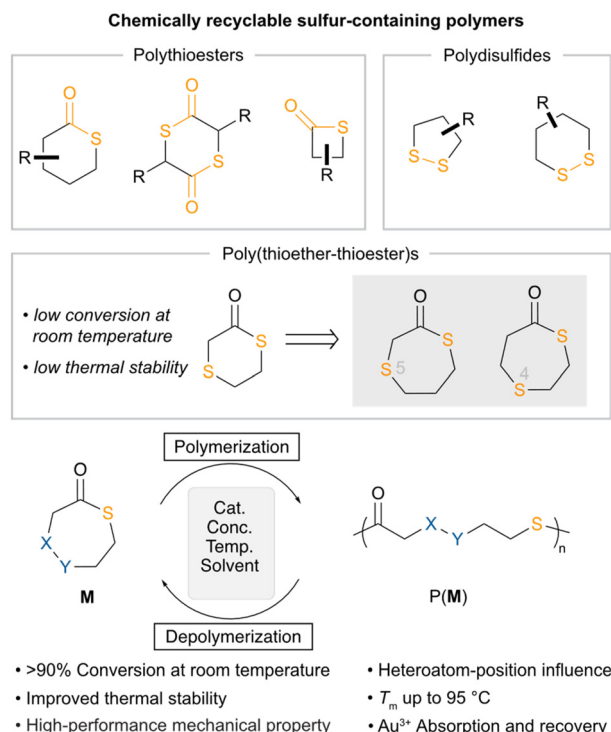 Chemically recyclable sulfur-containing polymers
Polythioesters
Polydisfides
O
S
R
O
S
R
R
S
O
O
S
R
R
S-S
R
S
S
Poly(thioether-thioester)s
• low conversion at
room temperature
• low thermal stability
O
S
S
O
S
S
5
O
S
S
4
Polymerization
O
S
X
Y
M
Cat.
Conc.
Temp.
Solvent
O
X
Y
S
n
P(M)
Depolymerization
• >90% Conversion at room temperature
• Improved thermal stability
• High-performance mechanical property
• Heteroatom-position influence
• Tm up to 95 °C
• Au3+ Absorption and recovery